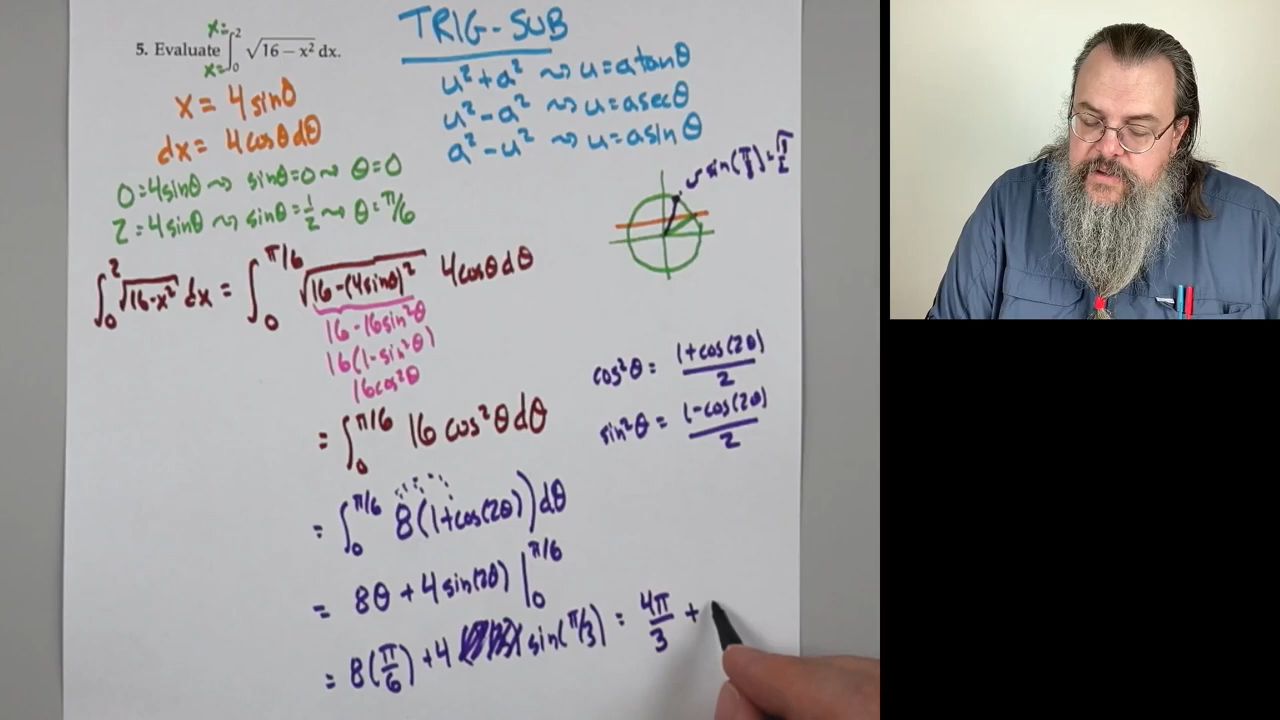 TRIG-SUB
x=
5. Evaluate ∫₀² √(16 − x²) dx.
x=
u²+a² ⇝ u=a tanθ
u²-a² ⇝ u=a secθ
a²-u² ⇝ u=a sinθ
x = 4 sinθ
dx = 4cosθ dθ
0=4sinθ ⇝ sinθ=0 ⇝ θ=0
2=4sinθ ⇝ sinθ=1/2 ⇝ θ=π/6
∫₀² √(16-x²) dx = ∫₀^(π/6) √(16-(4sinθ)²) 4cosθ dθ
16-16sin²θ
16(1-sin²θ)
16cos²θ
cos²θ = (1+cos(2θ))/2
sin²θ = (1-cos(2θ))/2
= ∫₀^(π/6) 16 cos²θ dθ
= ∫₀^(π/6) 8(1+cos(2θ)) dθ
= 8θ + 4 sin(2θ) |₀^(π/6)
= 8(π/6) + 4 sin(π/3) = 4π/3 +